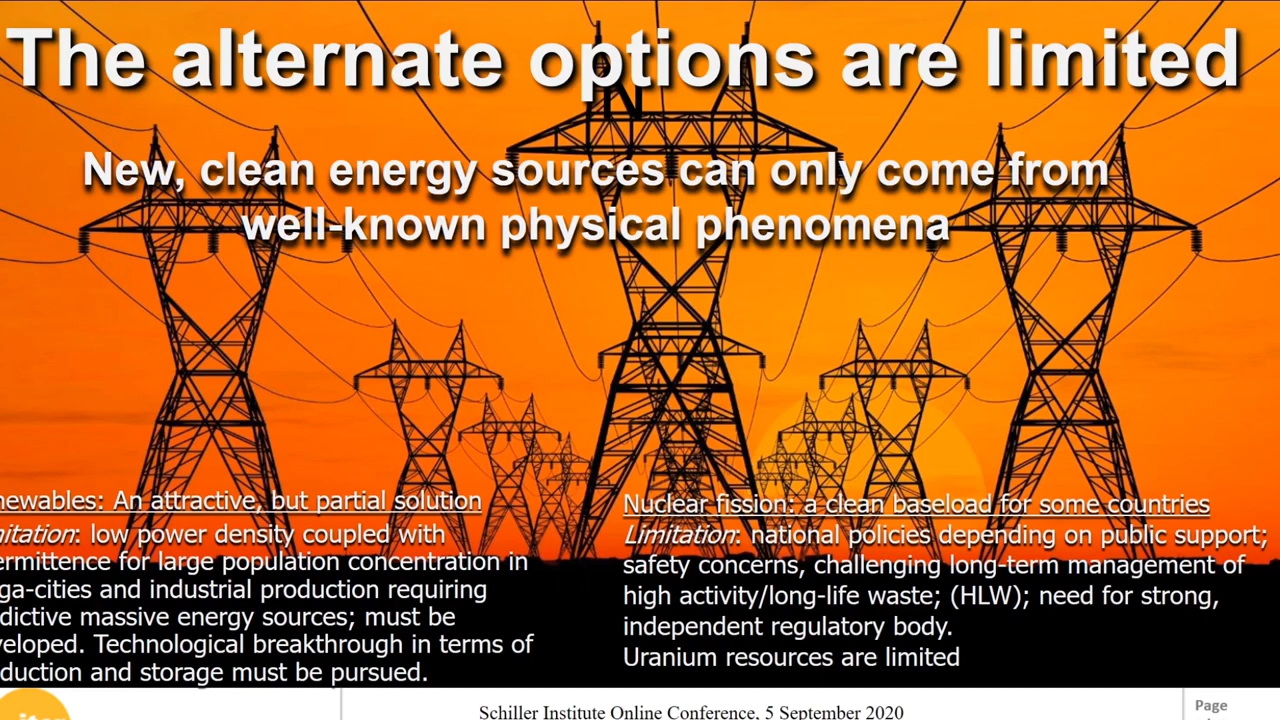 The alternate options are limited
N
New, clean energy sources can only come from
well-known physical phenomena
newables: An attractive, but partial solution
itation: low power density coupled with
ermittence for large population concentration in
ga-cities and industrial production requiring
dictive massive energy sources; must be
veloped. Technological breakthrough in terms of
duction and storage must be pursued.
Nuclear fission: a clean baseload for some countries
Limitation: national policies depending on public support;
safety concerns, challenging long-term management of
high activity/long-life waste; (HLW); need for strong,
independent regulatory body.
Uranium resources are limited
Schiller Institute Online Conference, 5 September 2020
Page